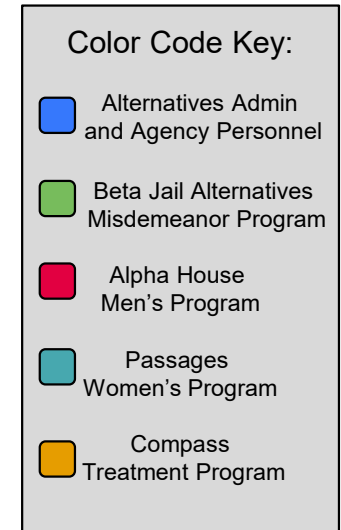 Color Code Key:
Alternatives Admin
and Agency Personnel
Beta Jail Alternatives
Misdemeanor Program
Alpha House
Men's Program
Passages
Women's Program
Compass
Treatment Program